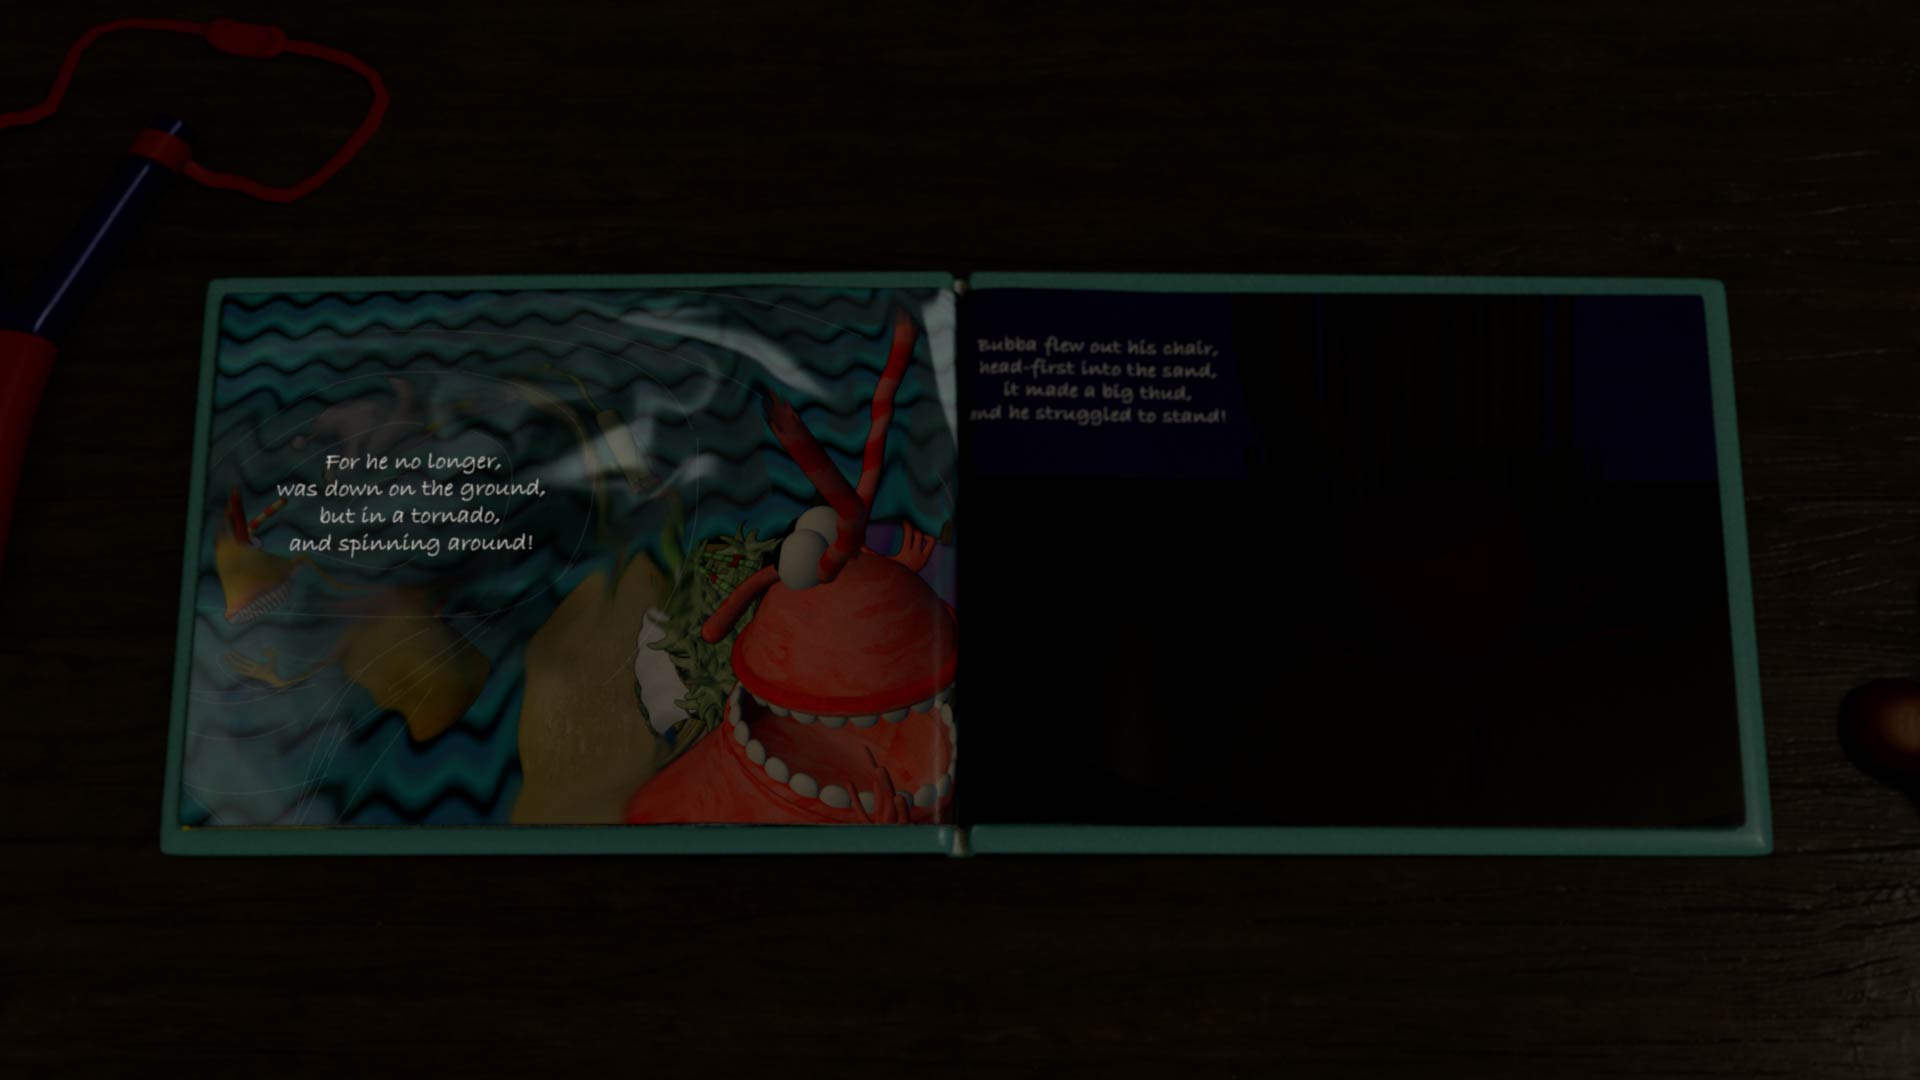 For he no longer,
was down on the ground,
but in a tornado,
and spinning around!
Bubba flew out his chair,
head-first into the sand,
it made a big thud,
and he struggled to stand!